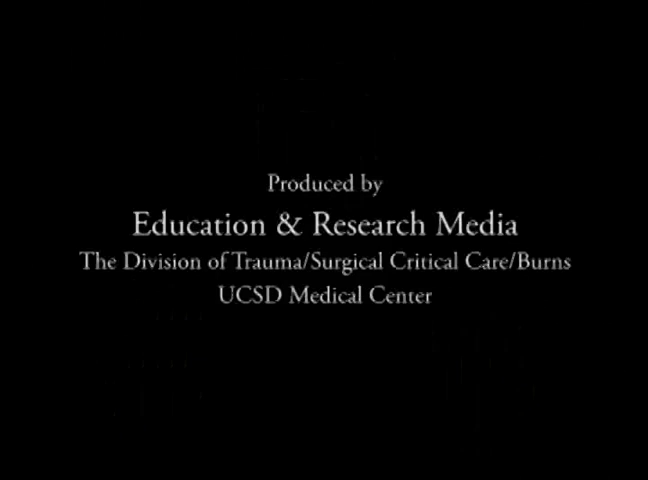 Produced by
Education & Research Media
The Division of Trauma/Surgical Critical Care/Burns
UCSD Medical Center